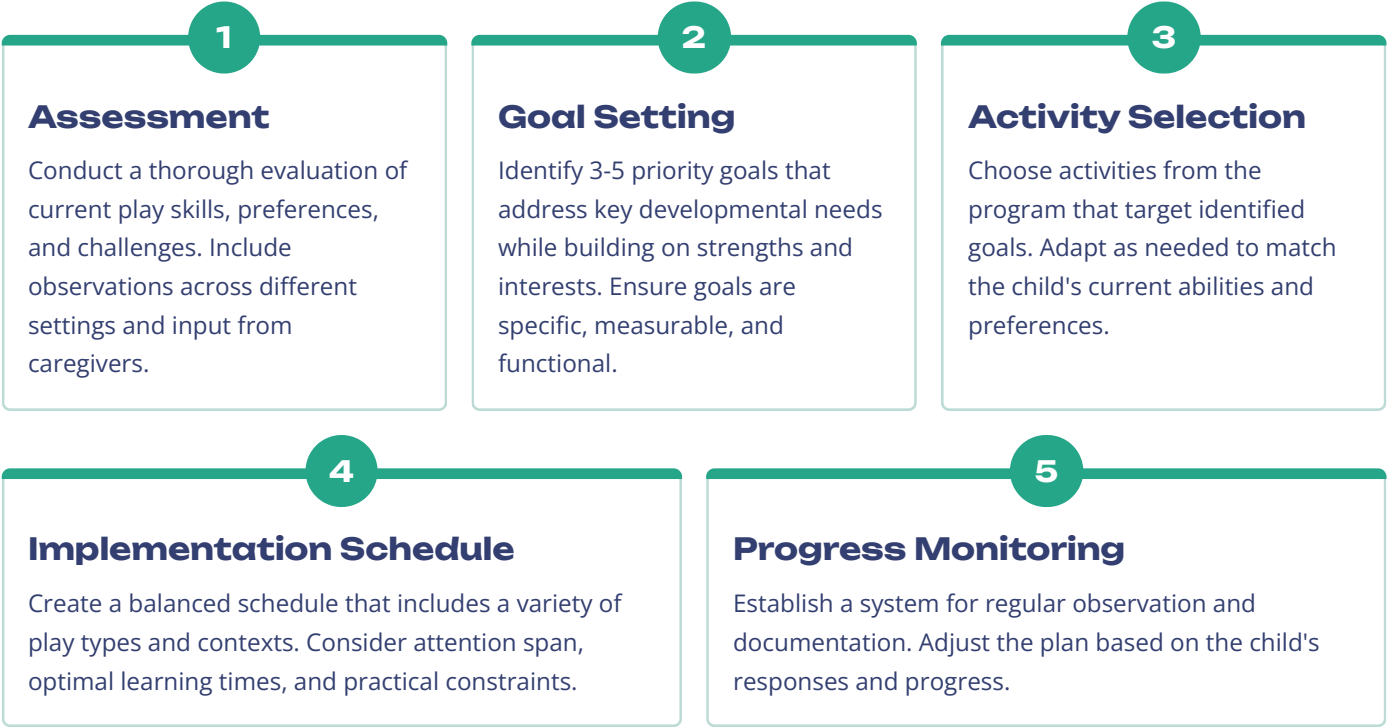 1
Assessment
Conduct a thorough evaluation of
current play skills, preferences,
and challenges. Include
observations across different
settings and input from
caregivers.
2
Goal Setting
Identify 3-5 priority goals that
address key developmental needs
while building on strengths and
interests. Ensure goals are
specific, measurable, and
functional.
3
Activity Selection
Choose activities from the
program that target identified
goals. Adapt as needed to match
the child's current abilities and
preferences.
4
Implementation Schedule
Create a balanced schedule that includes a variety of
play types and contexts. Consider attention span,
optimal learning times, and practical constraints.
5
Progress Monitoring
Establish a system for regular observation and
documentation. Adjust the plan based on the child's
responses and progress.